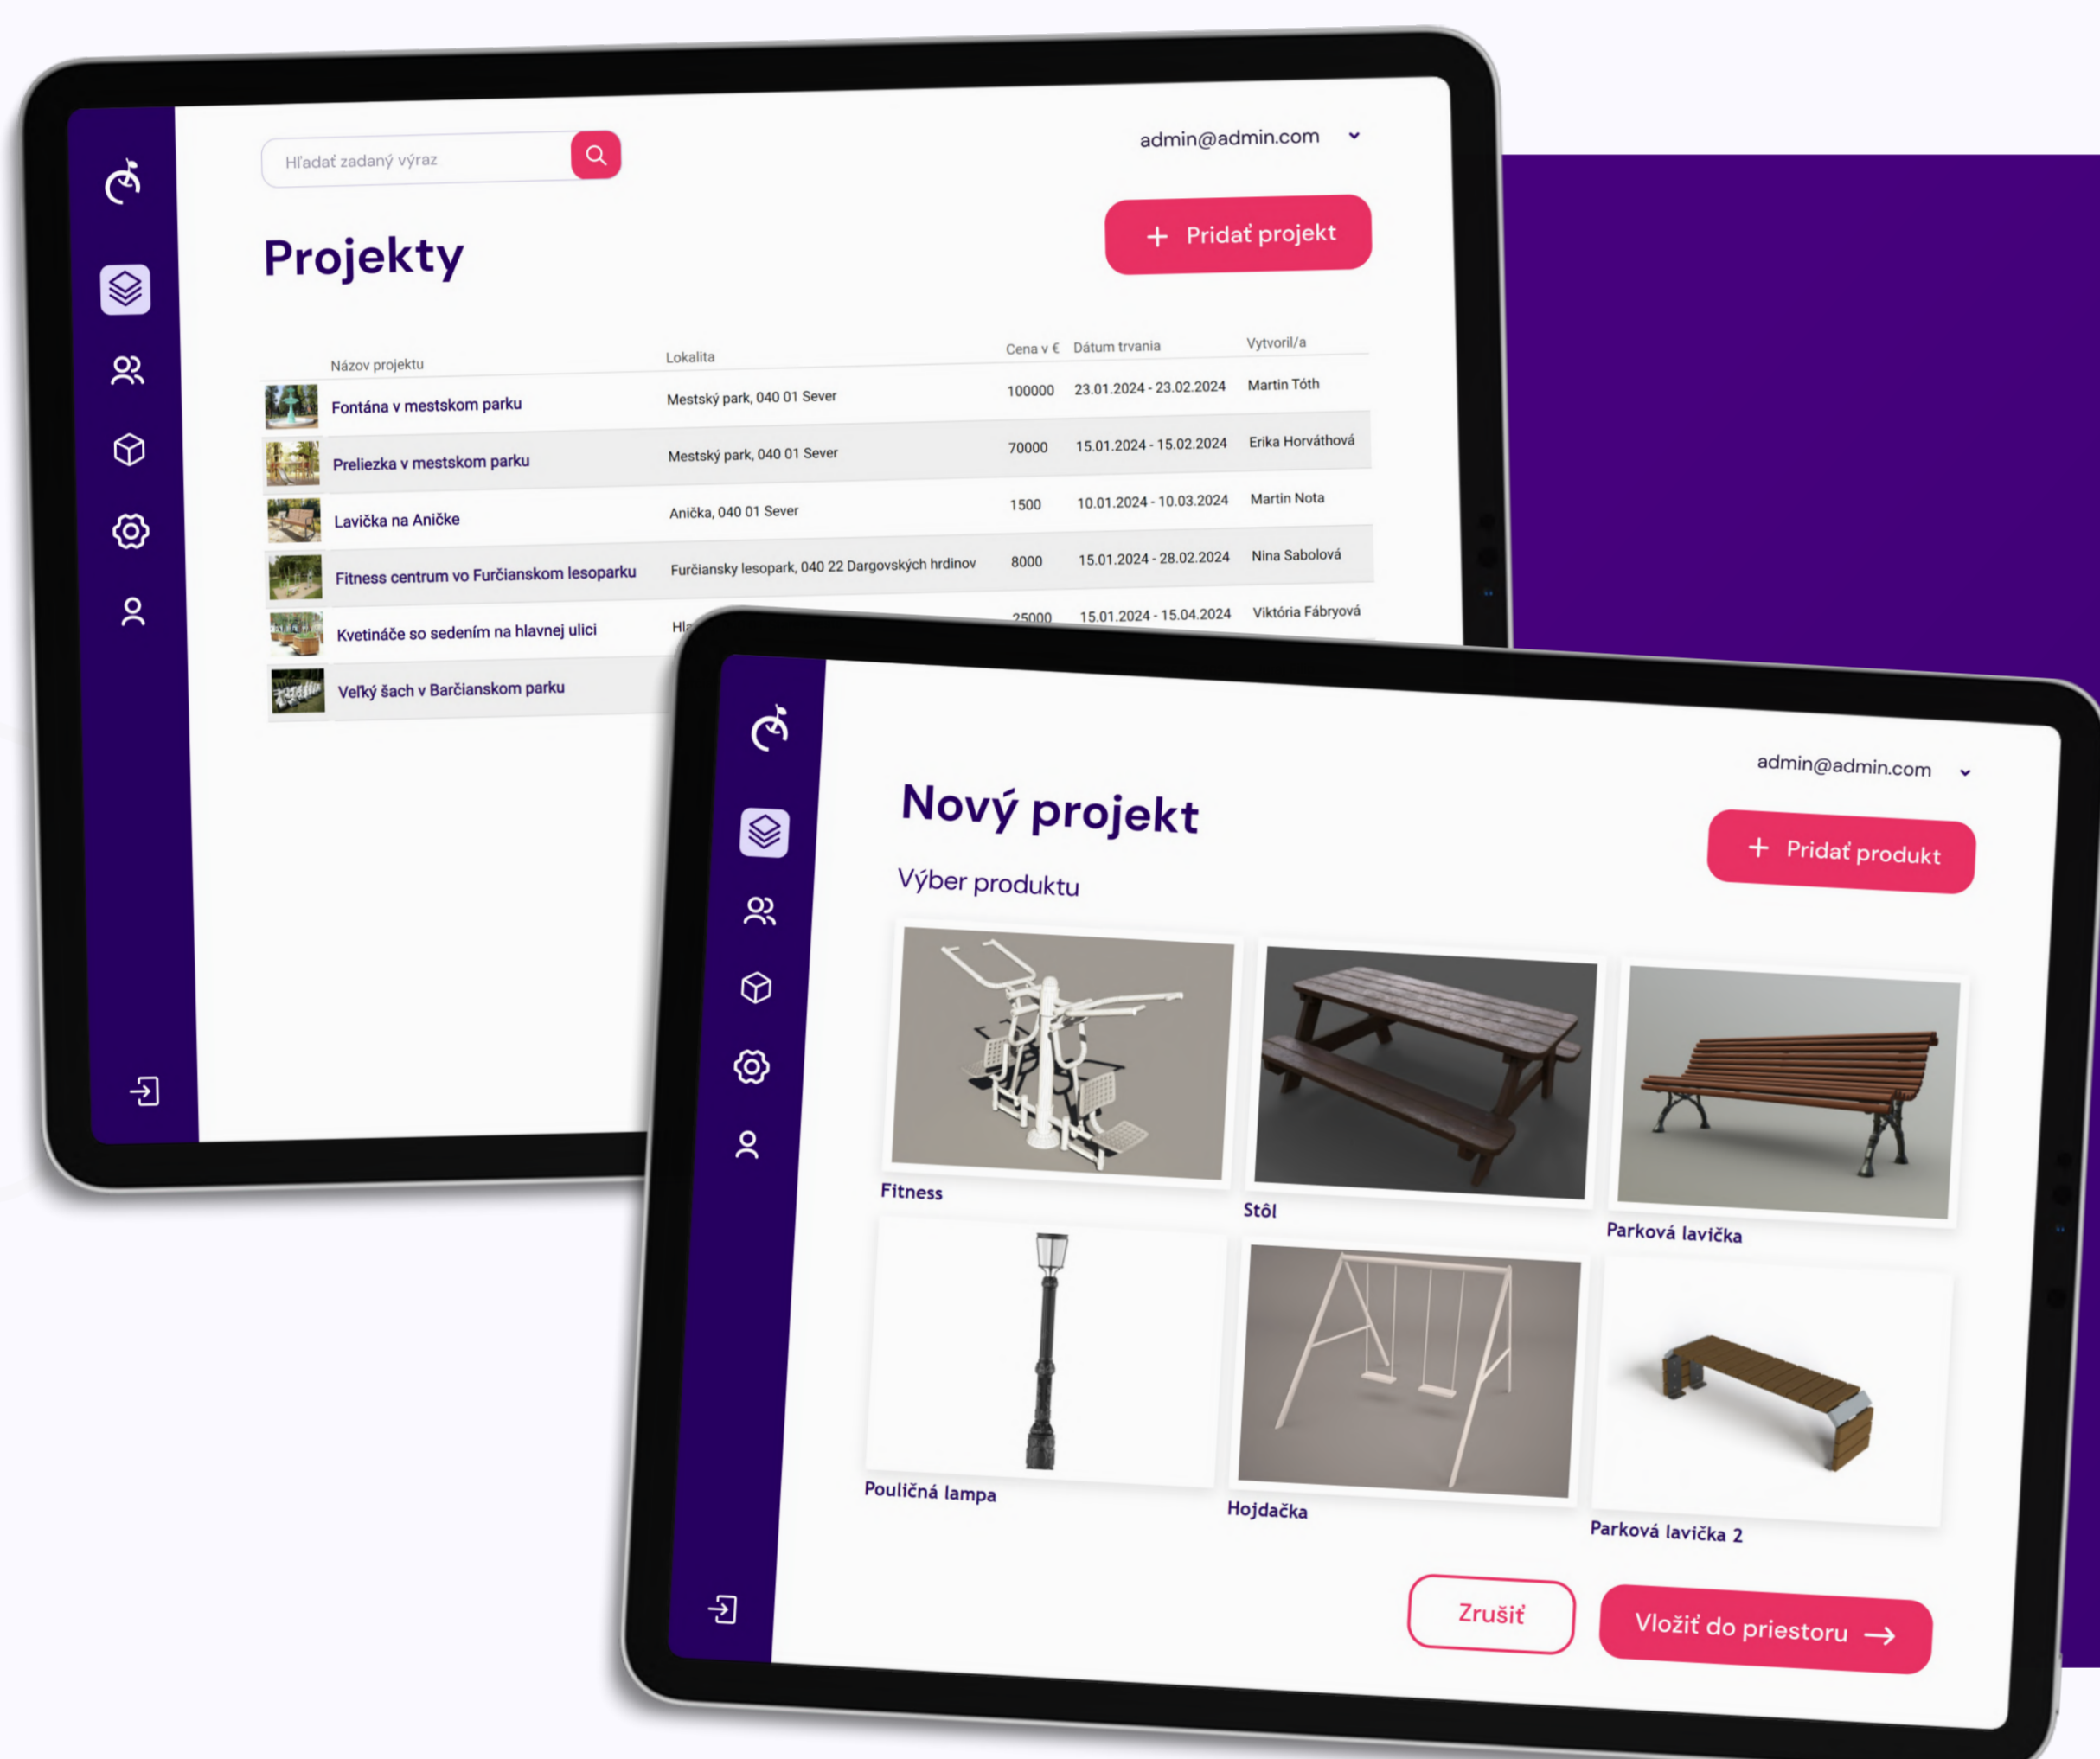 Hľadať zadaný výraz
admin@admin.com
Projekty
+ Pridať projekt
Názov projektu Lokalita Cena v € Dátum trvania Vytvoril/a
Fontána v mestskom parku Mestský park, 040 01 Sever 100000 23.01.2024 - 23.02.2024 Martin Tóth
Preliezka v mestskom parku Mestský park, 040 01 Sever 70000 15.01.2024 - 15.02.2024 Erika Horváthová
Lavička na Aničke Anička, 040 01 Sever 1500 10.01.2024 - 10.03.2024 Martin Nota
Fitness centrum vo Furčianskom lesoparku Furčiansky lesopark, 040 22 Dargovských hrdinov 8000 15.01.2024 - 28.02.2024 Nina Sabolová
Kvetináče so sedením na hlavnej ulici 25000 15.01.2024 - 15.04.2024 Viktória Fábryová
Veľký šach v Barčianskom parku
admin@admin.com
Nový projekt
+ Pridať produkt
Výber produktu
Fitness
Stôl
Parková lavička
Pouličná lampa
Hojdačka
Parková lavička 2
Zrušiť
Vložiť do priestoru →